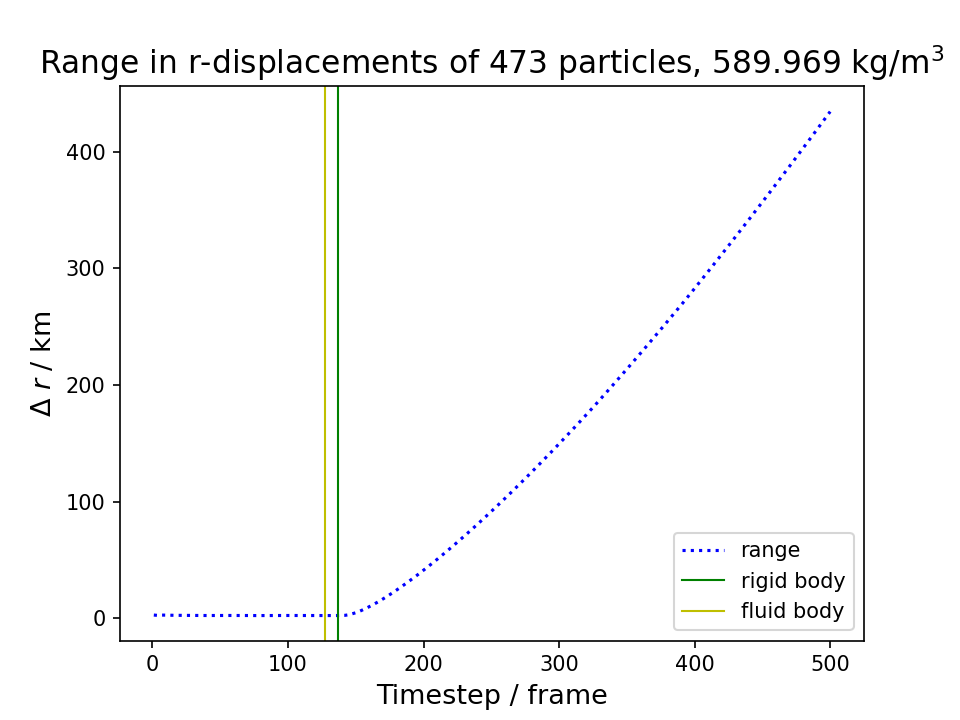 Range in r-displacements of 473 particles, 589.969 kg/m³
400
300
200
100
0
Δ r / km
0 100 200 300 400 500
Timestep / frame
range
rigid body
fluid body